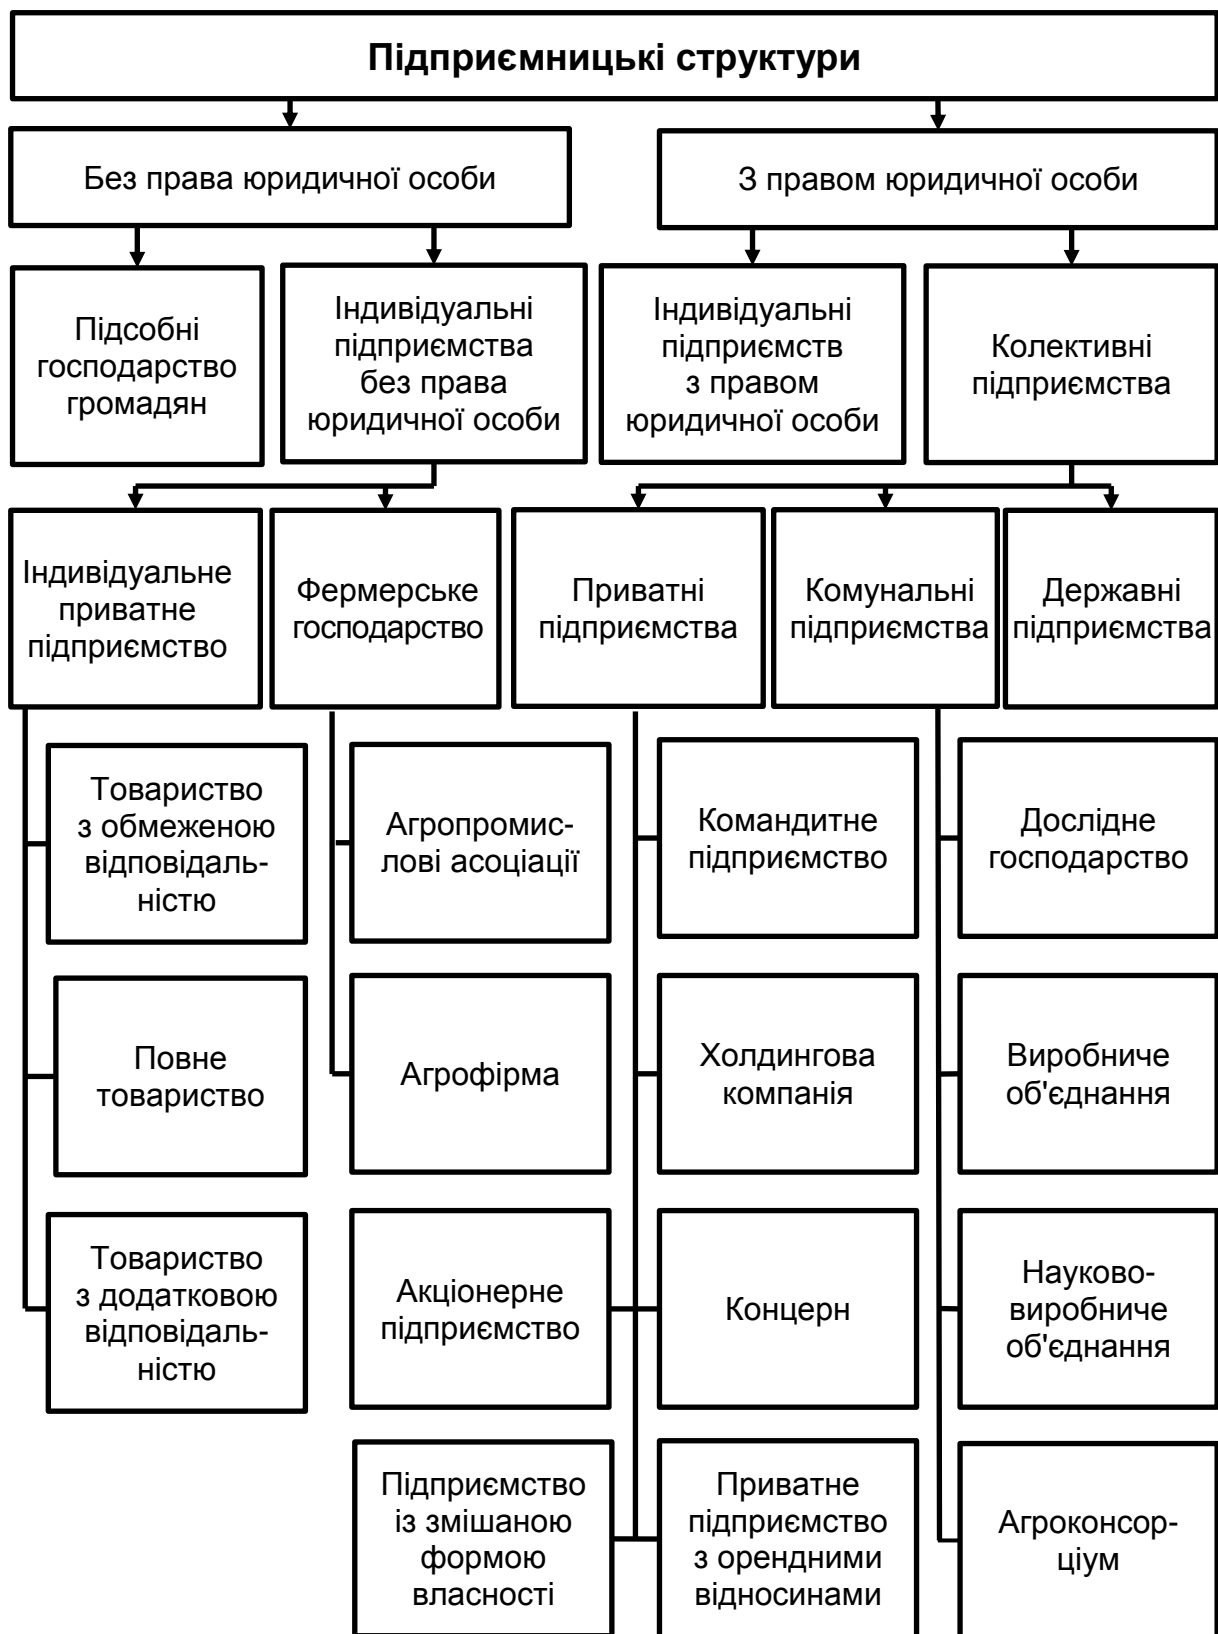 Підприємницькі структури
Без права юридичної особи
З правом юридичної особи
Підсобні
господарство
громадян
Індивідуальні
підприємства
без права
юридичної особи
Індивідуальні
підприємств
з правом
юридичної особи
Колективні
підприємства
Індивідуальне
приватне
підприємство
Фермерське
господарство
Приватні
підприємства
Комунальні
підприємства
Державні
підприємства
Товариство
з обмеженою
відповідаль-
ністю
Агропромис-
лові асоціації
Командитне
підприємство
Дослідне
господарство
Повне
товариство
Агрофірма
Холдингова
компанія
Виробниче
об'єднання
Товариство
з додатковою
відповідаль-
ністю
Акціонерне
підприємство
Концерн
Науково-
виробниче
об'єднання
Підприємство
із змішаною
формою
власності
Приватне
підприємство
з орендними
відносинами
Агроконсор-
ціум